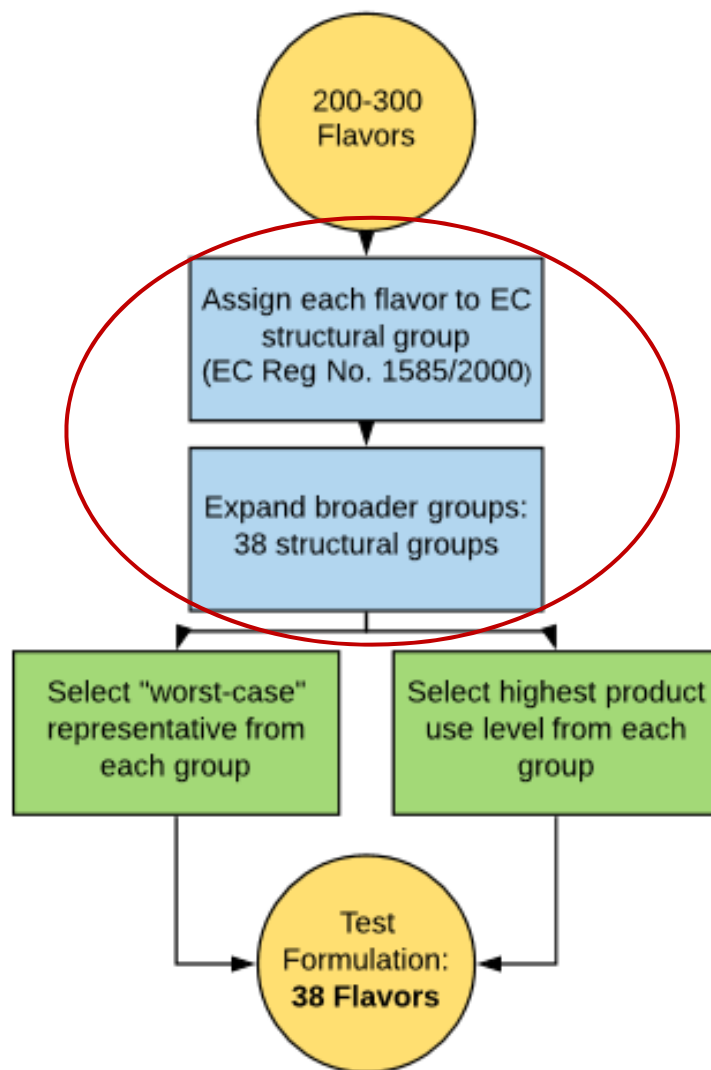 200-300
Flavors
Assign each flavor to EC
structural group
(EC Reg No. 1585/2000)
Expand broader groups:
38 structural groups
Select "worst-case"
representative from
each group
Select highest product
use level from each
group
Test
Formulation:
38 Flavors